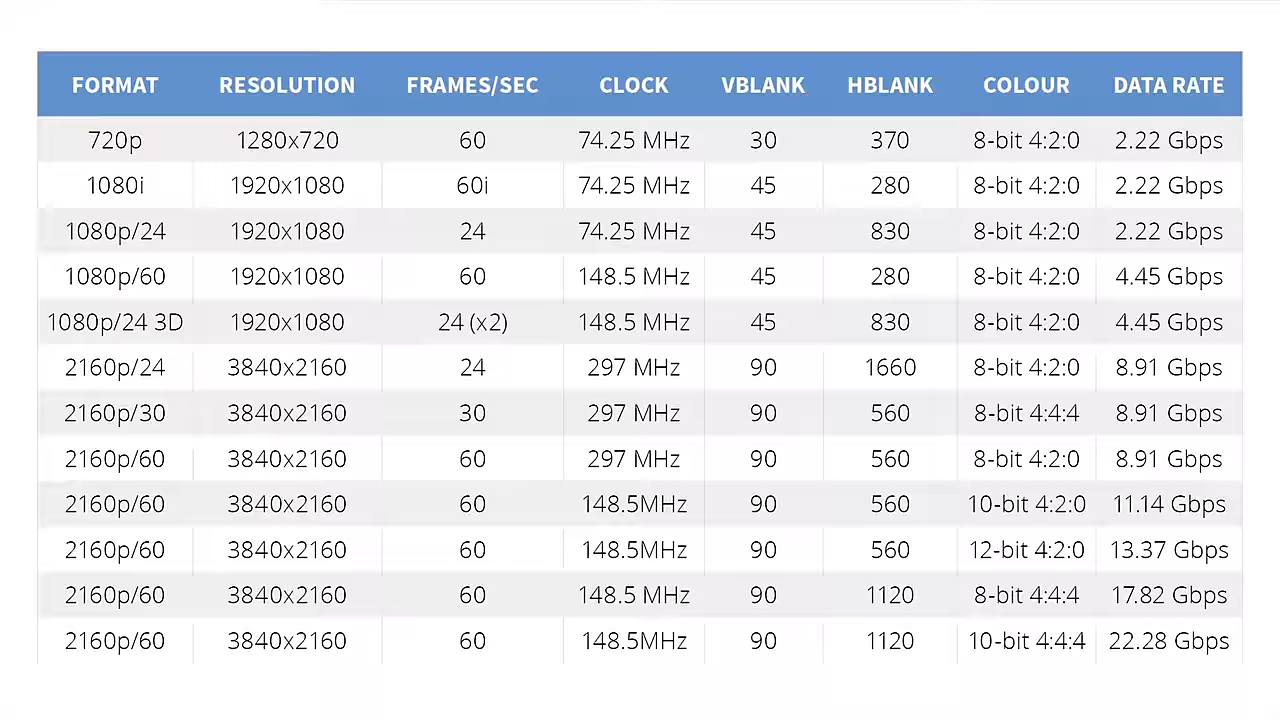 FORMAT RESOLUTION FRAMES/SEC CLOCK VBLANK HBLANK COLOUR DATA RATE
720p 1280x720 60 74.25 MHz 30 370 8-bit 4:2:0 2.22 Gbps
1080i 1920x1080 60i 74.25 MHz 45 280 8-bit 4:2:0 2.22 Gbps
1080p/24 1920x1080 24 74.25 MHz 45 830 8-bit 4:2:0 2.22 Gbps
1080p/60 1920x1080 60 148.5 MHz 45 280 8-bit 4:2:0 4.45 Gbps
1080p/24 3D 1920x1080 24 (x2) 148.5 MHz 45 830 8-bit 4:2:0 4.45 Gbps
2160p/24 3840x2160 24 297 MHz 90 1660 8-bit 4:2:0 8.91 Gbps
2160p/30 3840x2160 30 297 MHz 90 560 8-bit 4:4:4 8.91 Gbps
2160p/60 3840x2160 60 297 MHz 90 560 8-bit 4:2:0 8.91 Gbps
2160p/60 3840x2160 60 148.5MHz 90 560 10-bit 4:2:0 11.14 Gbps
2160p/60 3840x2160 60 148.5MHz 90 560 12-bit 4:2:0 13.37 Gbps
2160p/60 3840x2160 60 148.5 MHz 90 1120 8-bit 4:4:4 17.82 Gbps
2160p/60 3840x2160 60 148.5MHz 90 1120 10-bit 4:4:4 22.28 Gbps